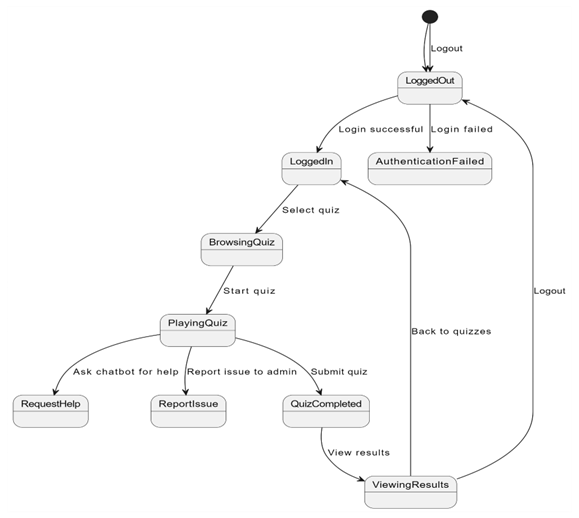 Logout
LoggedOut
Login successful
Login failed
LoggedIn
AuthenticationFailed
Select quiz
BrowsingQuiz
Start quiz
Logout
PlayingQuiz
Back to quizzes
Ask chatbot for help
Report issue to admin
Submit quiz
RequestHelp
ReportIssue
QuizCompleted
View results
ViewingResults